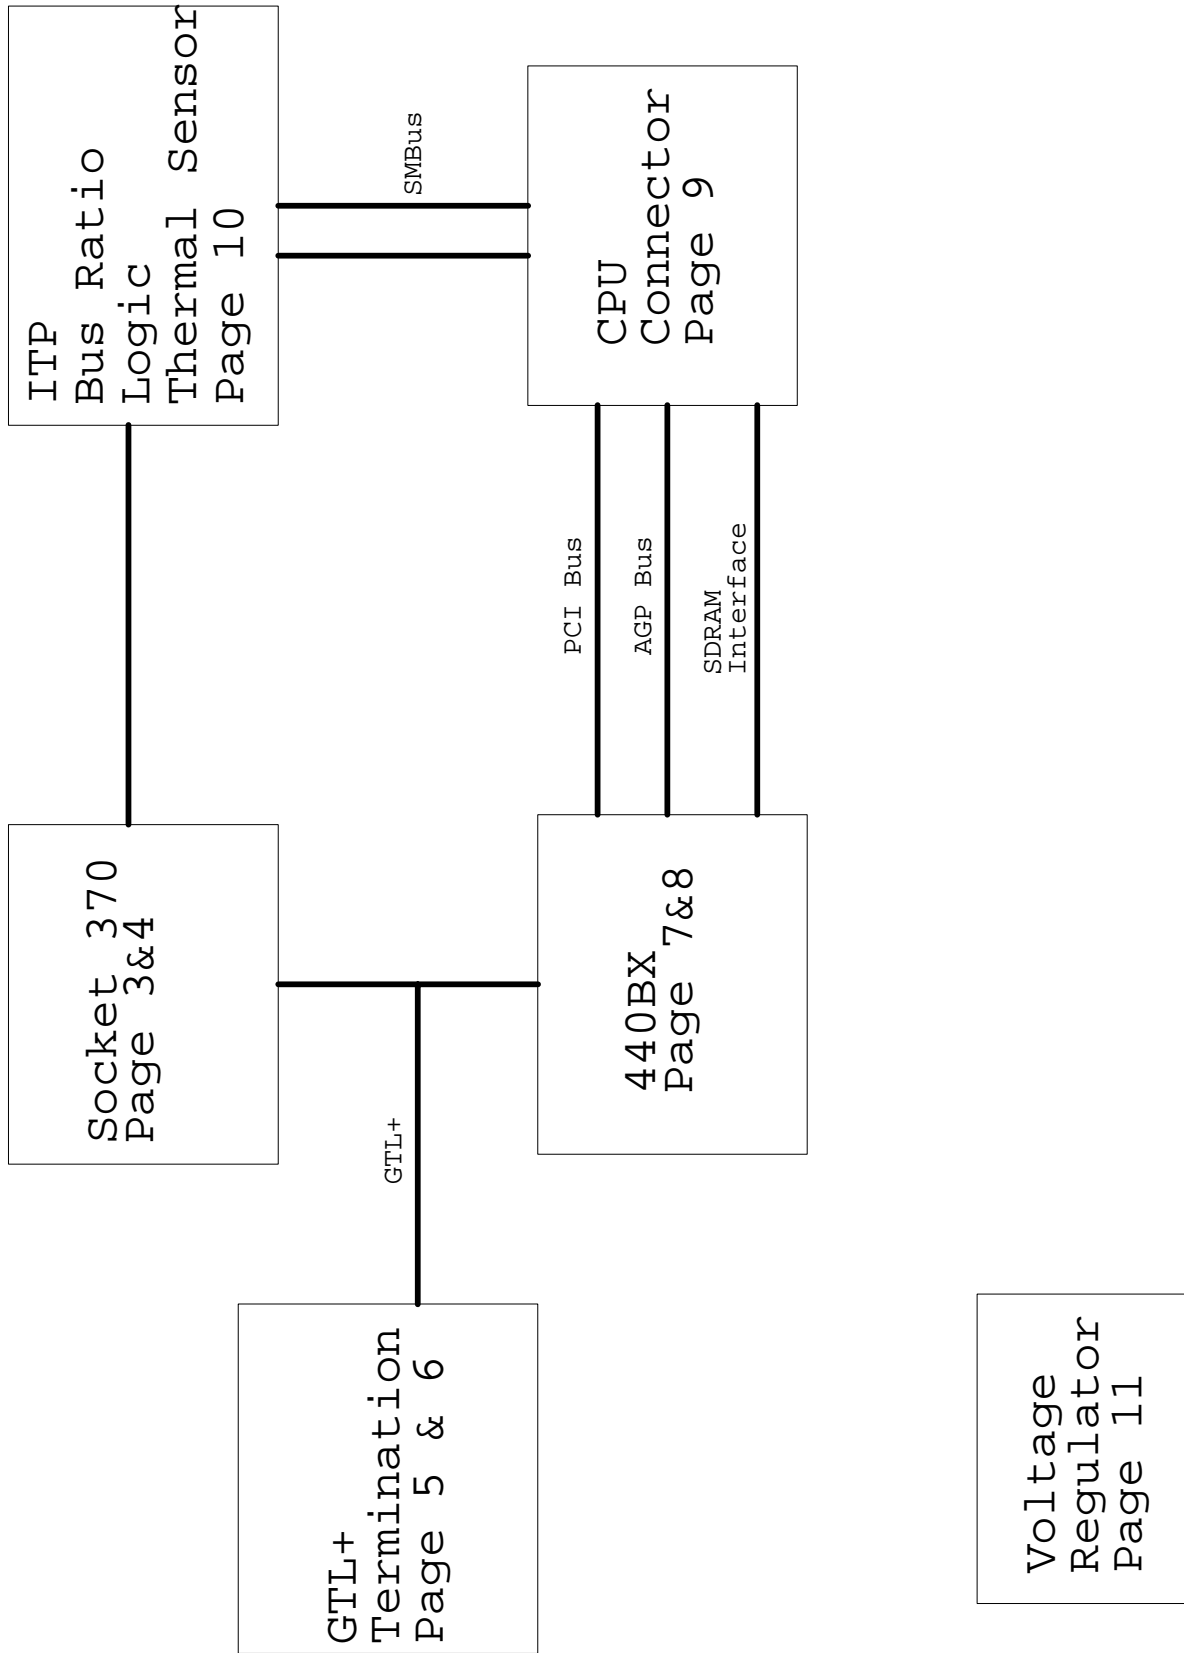 GTL+
Termination
Page 5 & 6
GTL+
Socket 370
Page 3&4
440BX
Page 7&8
PCI Bus
AGP Bus
SDRAM
Interface
ITP
Bus Ratio
Logic
Thermal Sensor
Page 10
SMBus
CPU
Connector
Page 9
Voltage
Regulator
Page 11